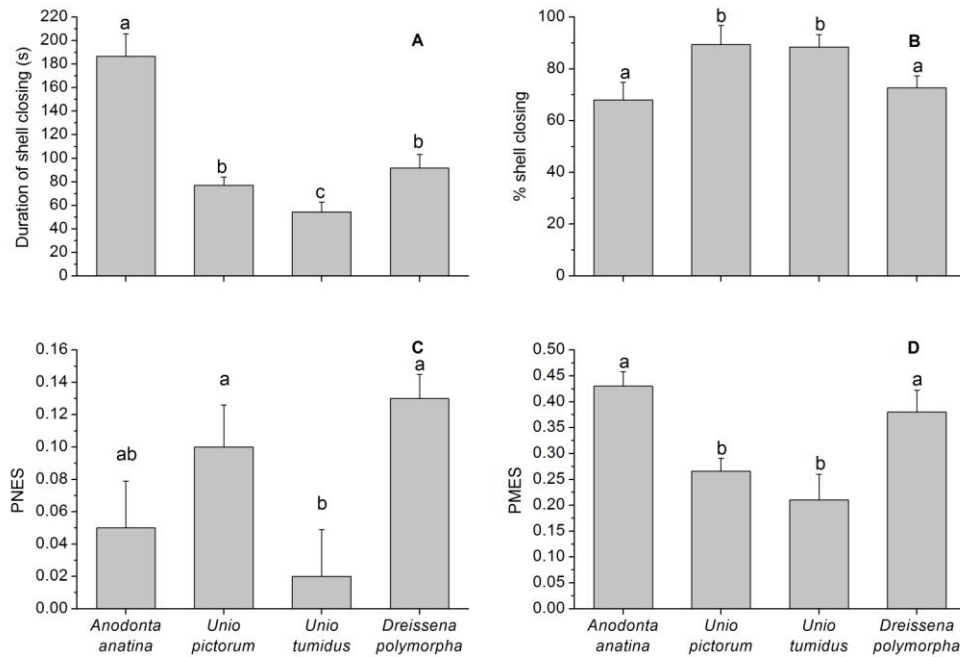 A
Duration of shell closing (s)
220
200
180
160
140
120
100
80
60
40
20
0
a
b
c
b
B
% shell closing
100
80
60
40
20
0
a
b
b
a
C
PNES
0.16
0.14
0.12
0.10
0.08
0.06
0.04
0.02
0.00
ab
a
b
a
Anodonta
anatina
Unio
pictorum
Unio
tumidus
Dreissena
polymorpha
D
PMES
0.50
0.45
0.40
0.35
0.30
0.25
0.20
0.15
0.10
0.05
0.00
a
b
b
a
Anodonta
anatina
Unio
pictorum
Unio
tumidus
Dreissena
polymorpha